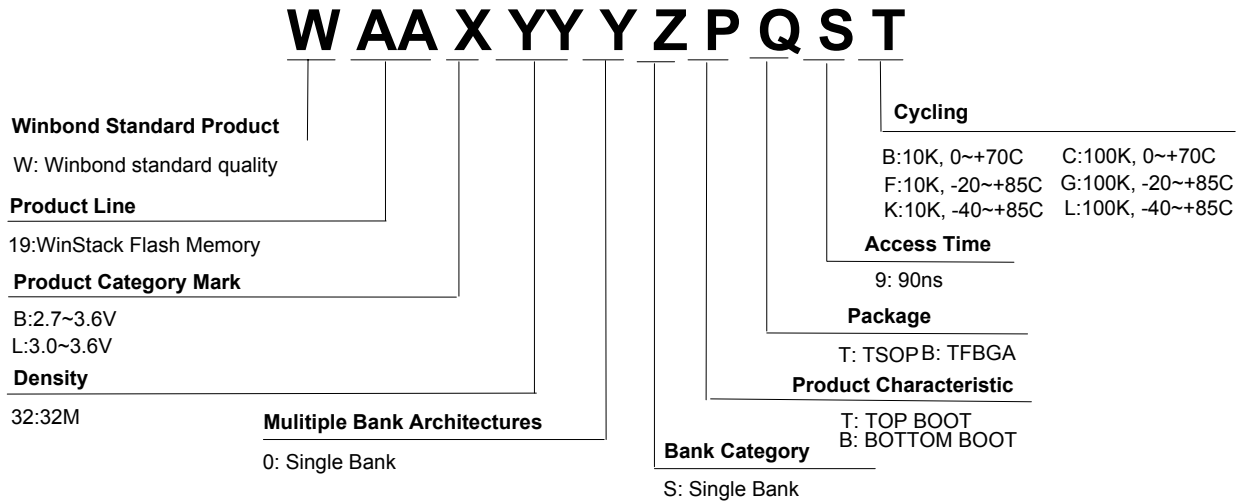 W AA X YY Y Z P Q S T
Winbond Standard Product
W: Winbond standard quality
Product Line
19:WinStack Flash Memory
Product Category Mark
B:2.7~3.6V
L:3.0~3.6V
Density
32:32M
Mulitiple Bank Architectures
0: Single Bank
Cycling
B:10K, 0~+70C C:100K, 0~+70C
F:10K, -20~+85C G:100K, -20~+85C
K:10K, -40~+85C L:100K, -40~+85C
Access Time
9: 90ns
Package
T: TSOP B: TFBGA
Product Characteristic
T: TOP BOOT
B: BOTTOM BOOT
Bank Category
S: Single Bank